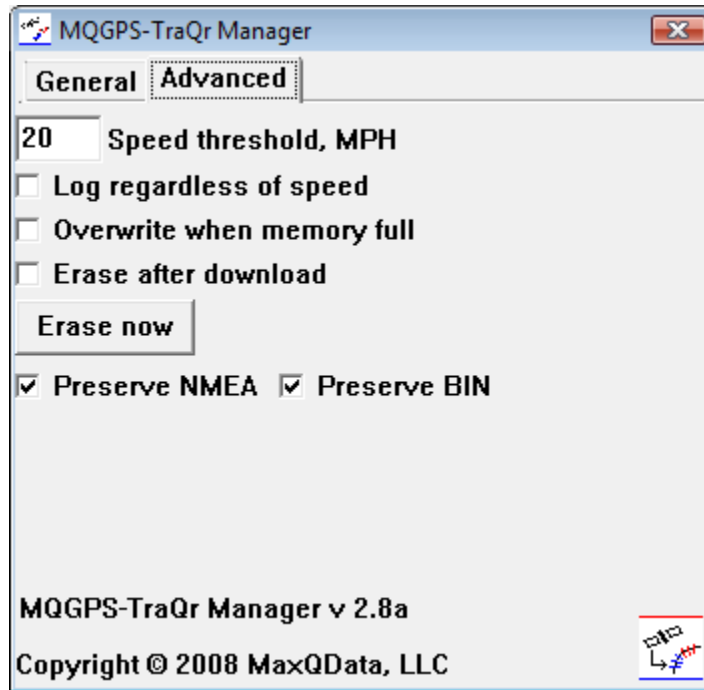 MQGPS-TraQr Manager
General Advanced
20 Speed threshold, MPH
Log regardless of speed
Overwrite when memory full
Erase after download
Erase now
Preserve NMEA Preserve BIN
MQGPS-TraQr Manager v 2.8a
Copyright © 2008 MaxQData, LLC